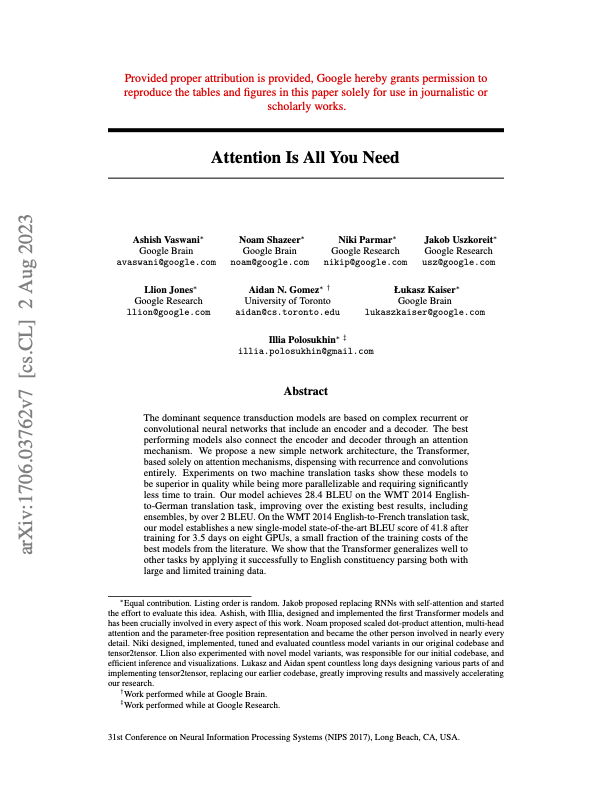 Provided proper attribution is provided, Google hereby grants permission to
reproduce the tables and figures in this paper solely for use in journalistic or
scholarly works.
Attention Is All You Need
Ashish Vaswani∗
Google Brain
avaswani@google.com
Noam Shazeer∗
Google Brain
noam@google.com
Niki Parmar∗
Google Research
nikip@google.com
Jakob Uszkoreit∗
Google Research
usz@google.com
Llion Jones∗
Google Research
llion@google.com
Aidan N. Gomez∗ †
University of Toronto
aidan@cs.toronto.edu
Łukasz Kaiser∗
Google Brain
lukaszkaiser@google.com
Illia Polosukhin∗ ‡
illia.polosukhin@gmail.com
Abstract
The dominant sequence transduction models are based on complex recurrent or
convolutional neural networks that include an encoder and a decoder. The best
performing models also connect the encoder and decoder through an attention
mechanism. We propose a new simple network architecture, the Transformer,
based solely on attention mechanisms, dispensing with recurrence and convolutions
entirely. Experiments on two machine translation tasks show these models to
be superior in quality while being more parallelizable and requiring significantly
less time to train. Our model achieves 28.4 BLEU on the WMT 2014 English-
to-German translation task, improving over the existing best results, including
ensembles, by over 2 BLEU. On the WMT 2014 English-to-French translation task,
our model establishes a new single-model state-of-the-art BLEU score of 41.8 after
training for 3.5 days on eight GPUs, a small fraction of the training costs of the
best models from the literature. We show that the Transformer generalizes well to
other tasks by applying it successfully to English constituency parsing both with
large and limited training data.
∗Equal contribution. Listing order is random. Jakob proposed replacing RNNs with self-attention and started
the effort to evaluate this idea. Ashish, with Illia, designed and implemented the first Transformer models and
has been crucially involved in every aspect of this work. Noam proposed scaled dot-product attention, multi-head
attention and the parameter-free position representation and became the other person involved in nearly every
detail. Niki designed, implemented, tuned and evaluated countless model variants in our original codebase and
tensor2tensor. Llion also experimented with novel model variants, was responsible for our initial codebase, and
efficient inference and visualizations. Lukasz and Aidan spent countless long days designing various parts of and
implementing tensor2tensor, replacing our earlier codebase, greatly improving results and massively accelerating
our research.
†Work performed while at Google Brain.
‡Work performed while at Google Research.
31st Conference on Neural Information Processing Systems (NIPS 2017), Long Beach, CA, USA.
arXiv:1706.03762v7 [cs.CL] 2 Aug 2023